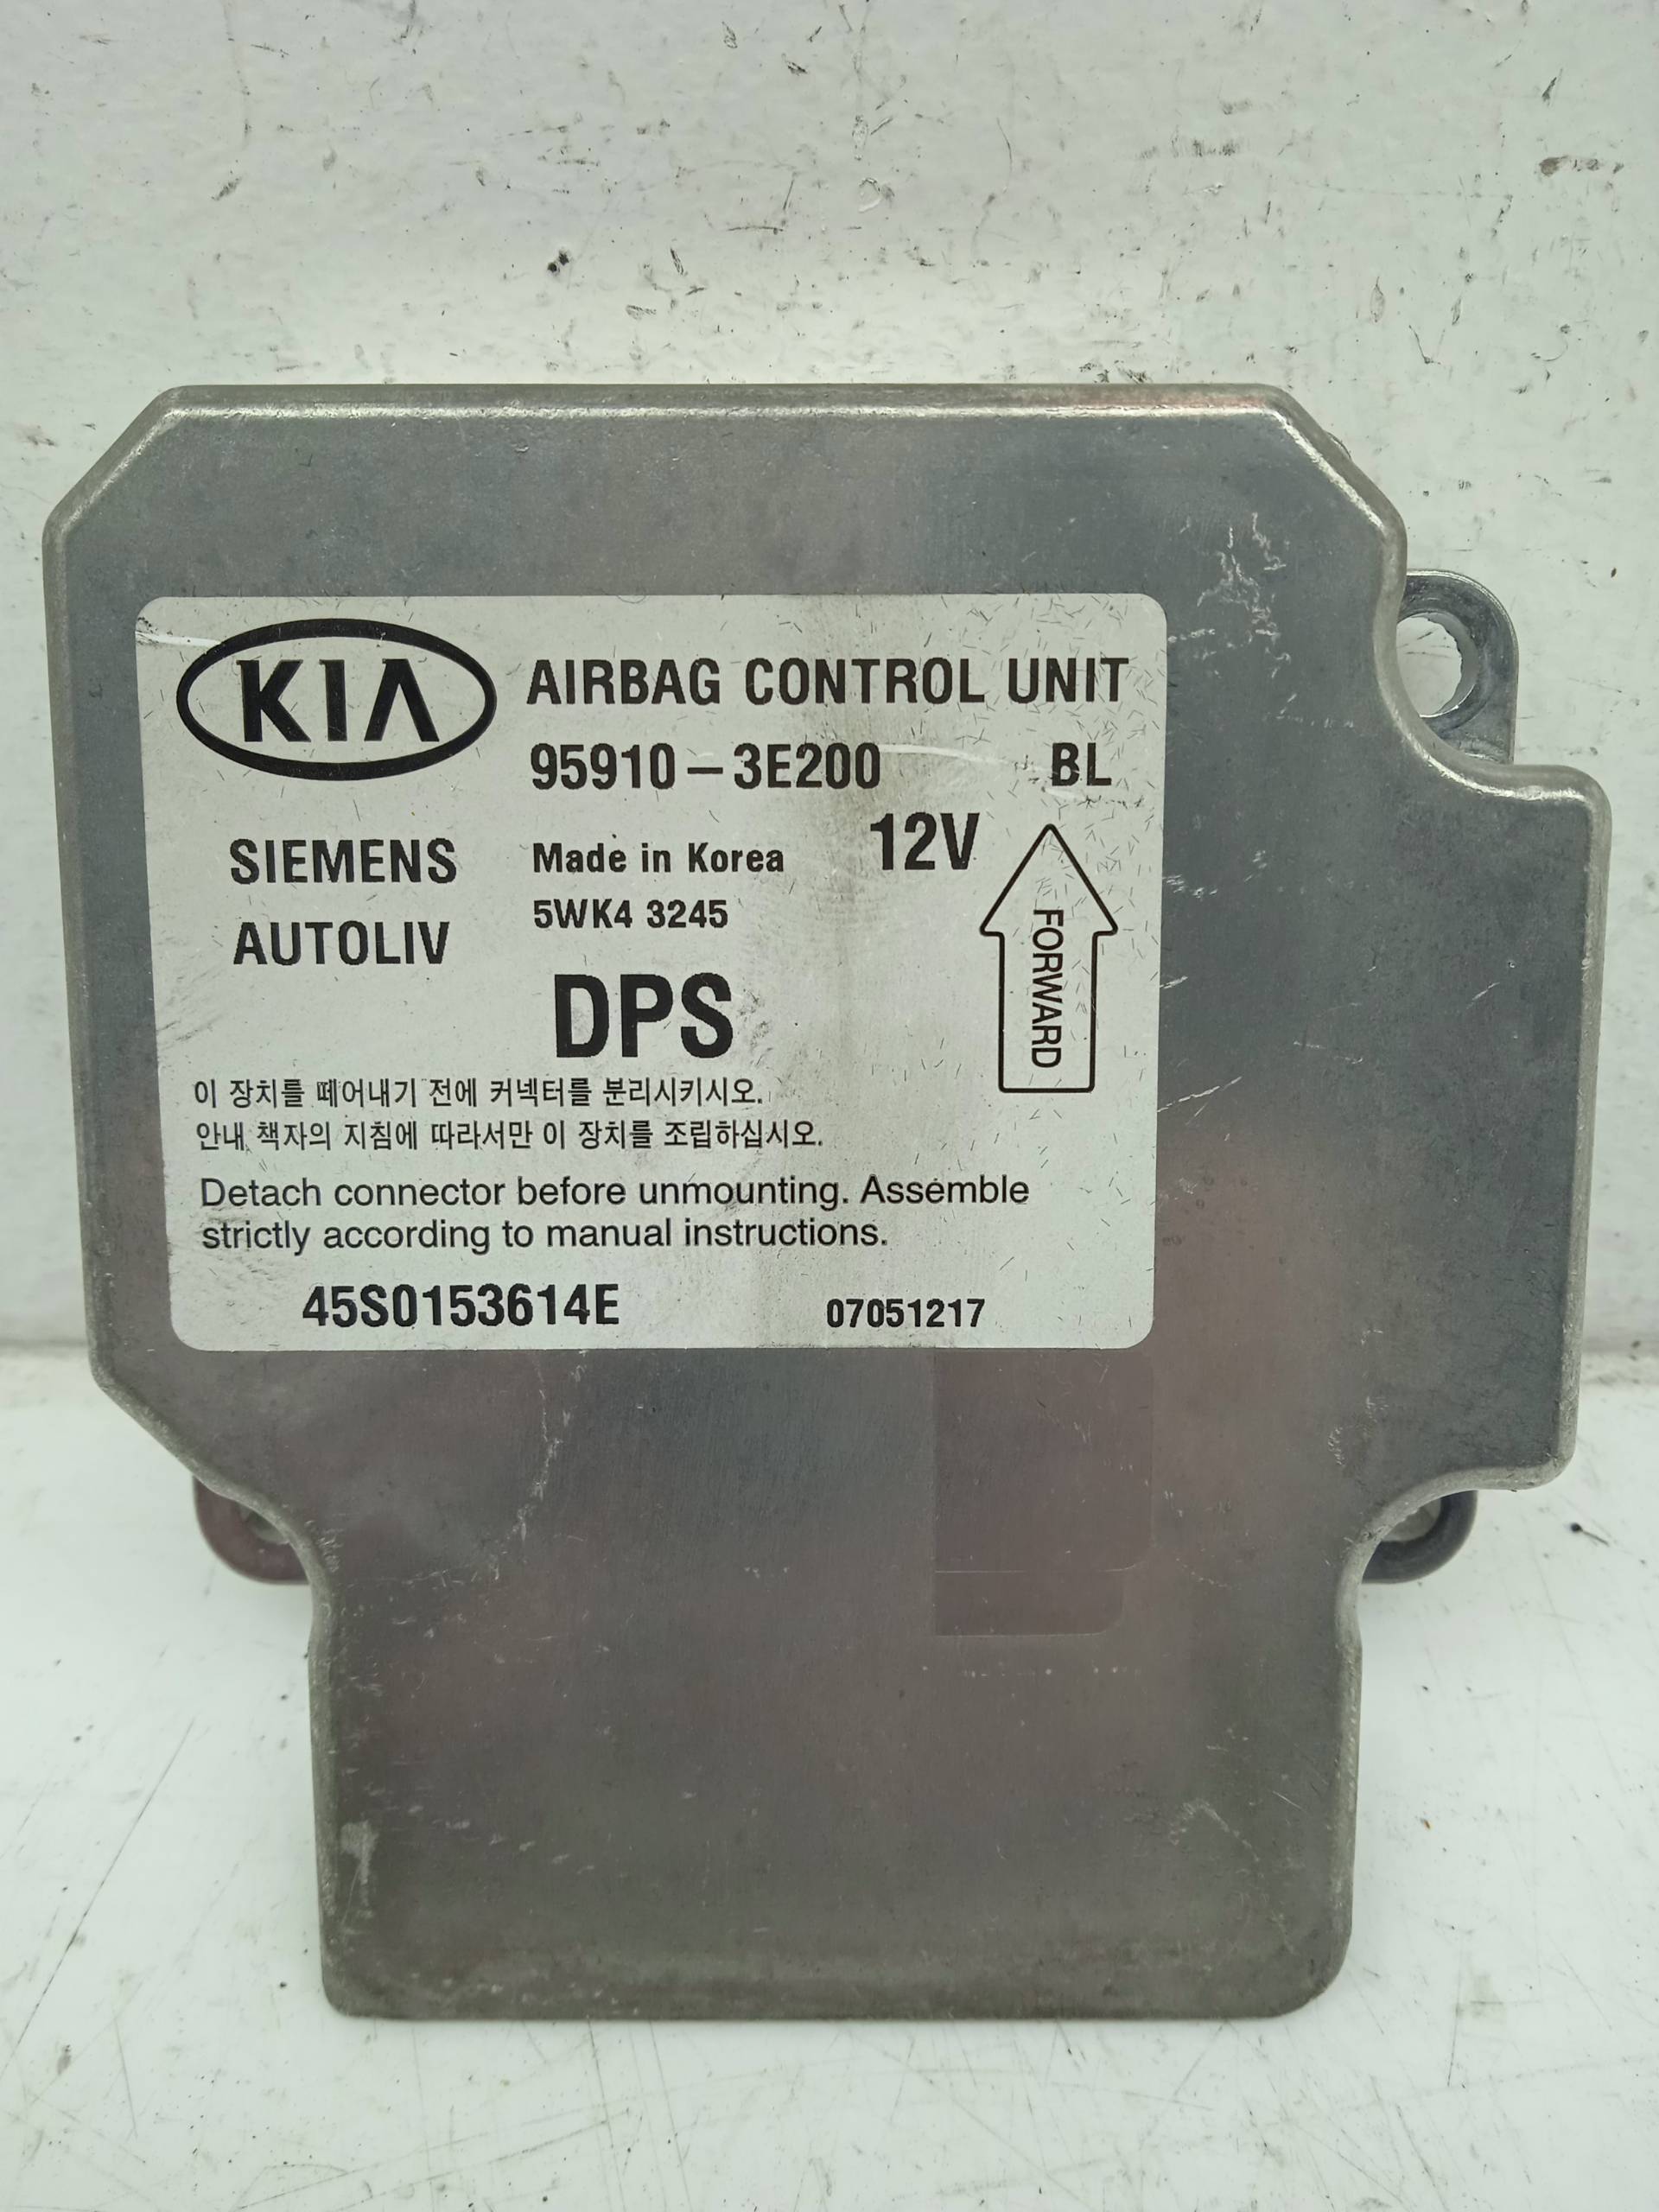 KIA
AIRBAG CONTROL UNIT
95910-3E200 BL
SIEMENS
AUTOLIV
Made in Korea
12V
5WK4 3245
FORWARD
DPS
이 장치를 떼어내기 전에 커넥터를 분리시키시오.
안내 책자의 지침에 따라서만 이 장치를 조립하십시오.
Detach connector before unmounting. Assemble
strictly according to manual instructions.
45S0153614E 07051217